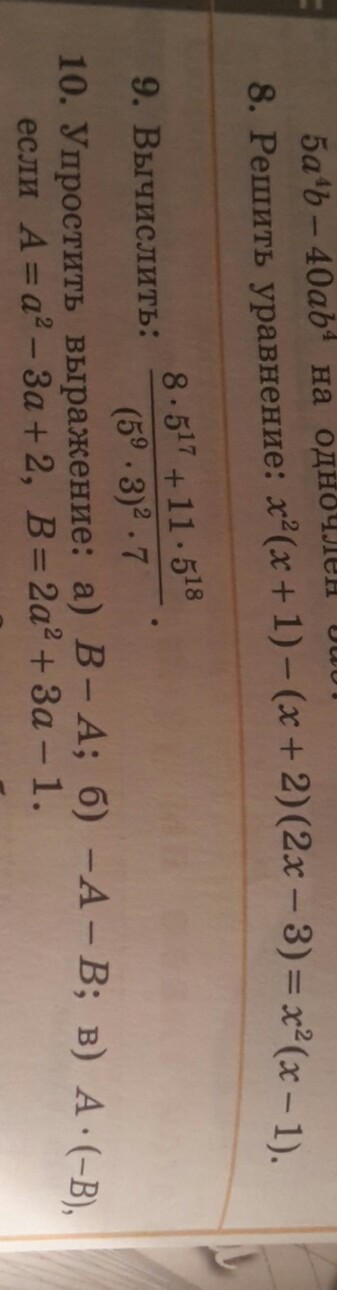 5a⁴b − 40ab⁴ на одночлен
8. Решить уравнение: x²(x + 1) − (x + 2)(2x − 3) = x²(x − 1).
9. Вычислить: (8 · 5¹⁷ + 11 · 5¹⁸) / ((5⁹ · 3)² · 7).
10. Упростить выражение: а) B − A; б) −A − B; в) A · (−B),
если A = a² − 3a + 2, B = 2a² + 3a − 1.